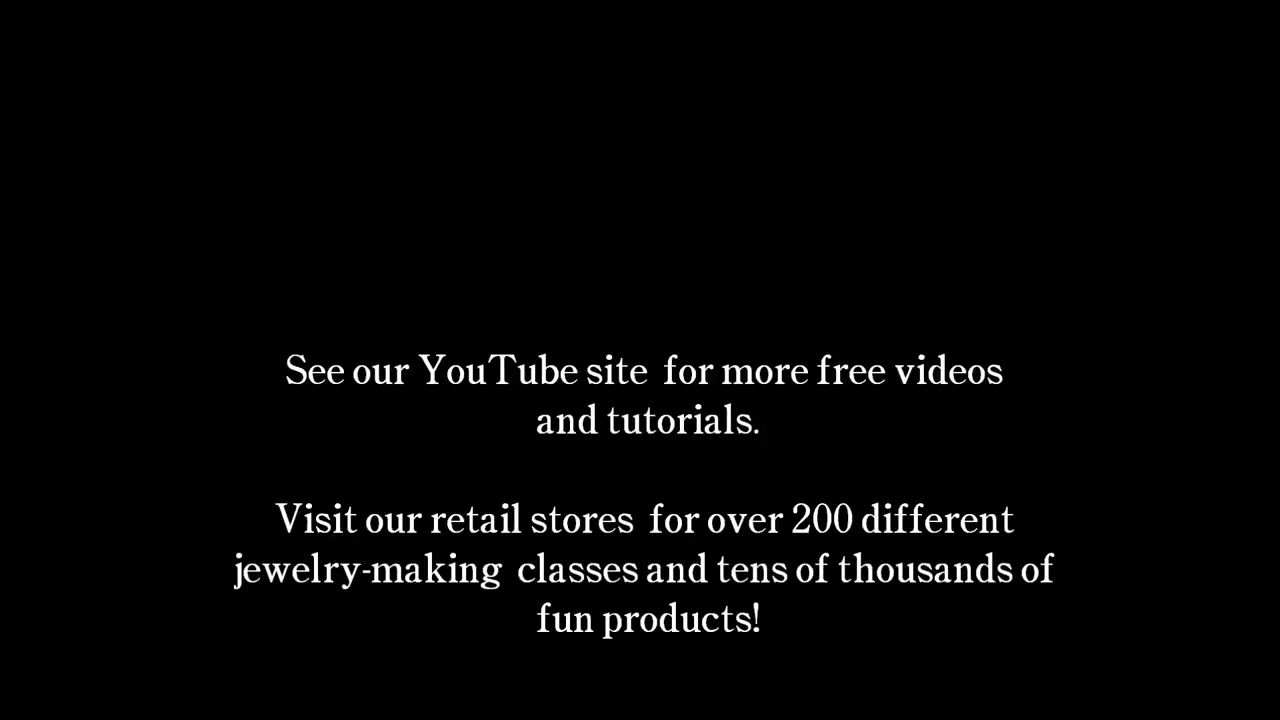 See our YouTube site for more free videos
and tutorials.
Visit our retail stores for over 200 different
jewelry-making classes and tens of thousands of
fun products!